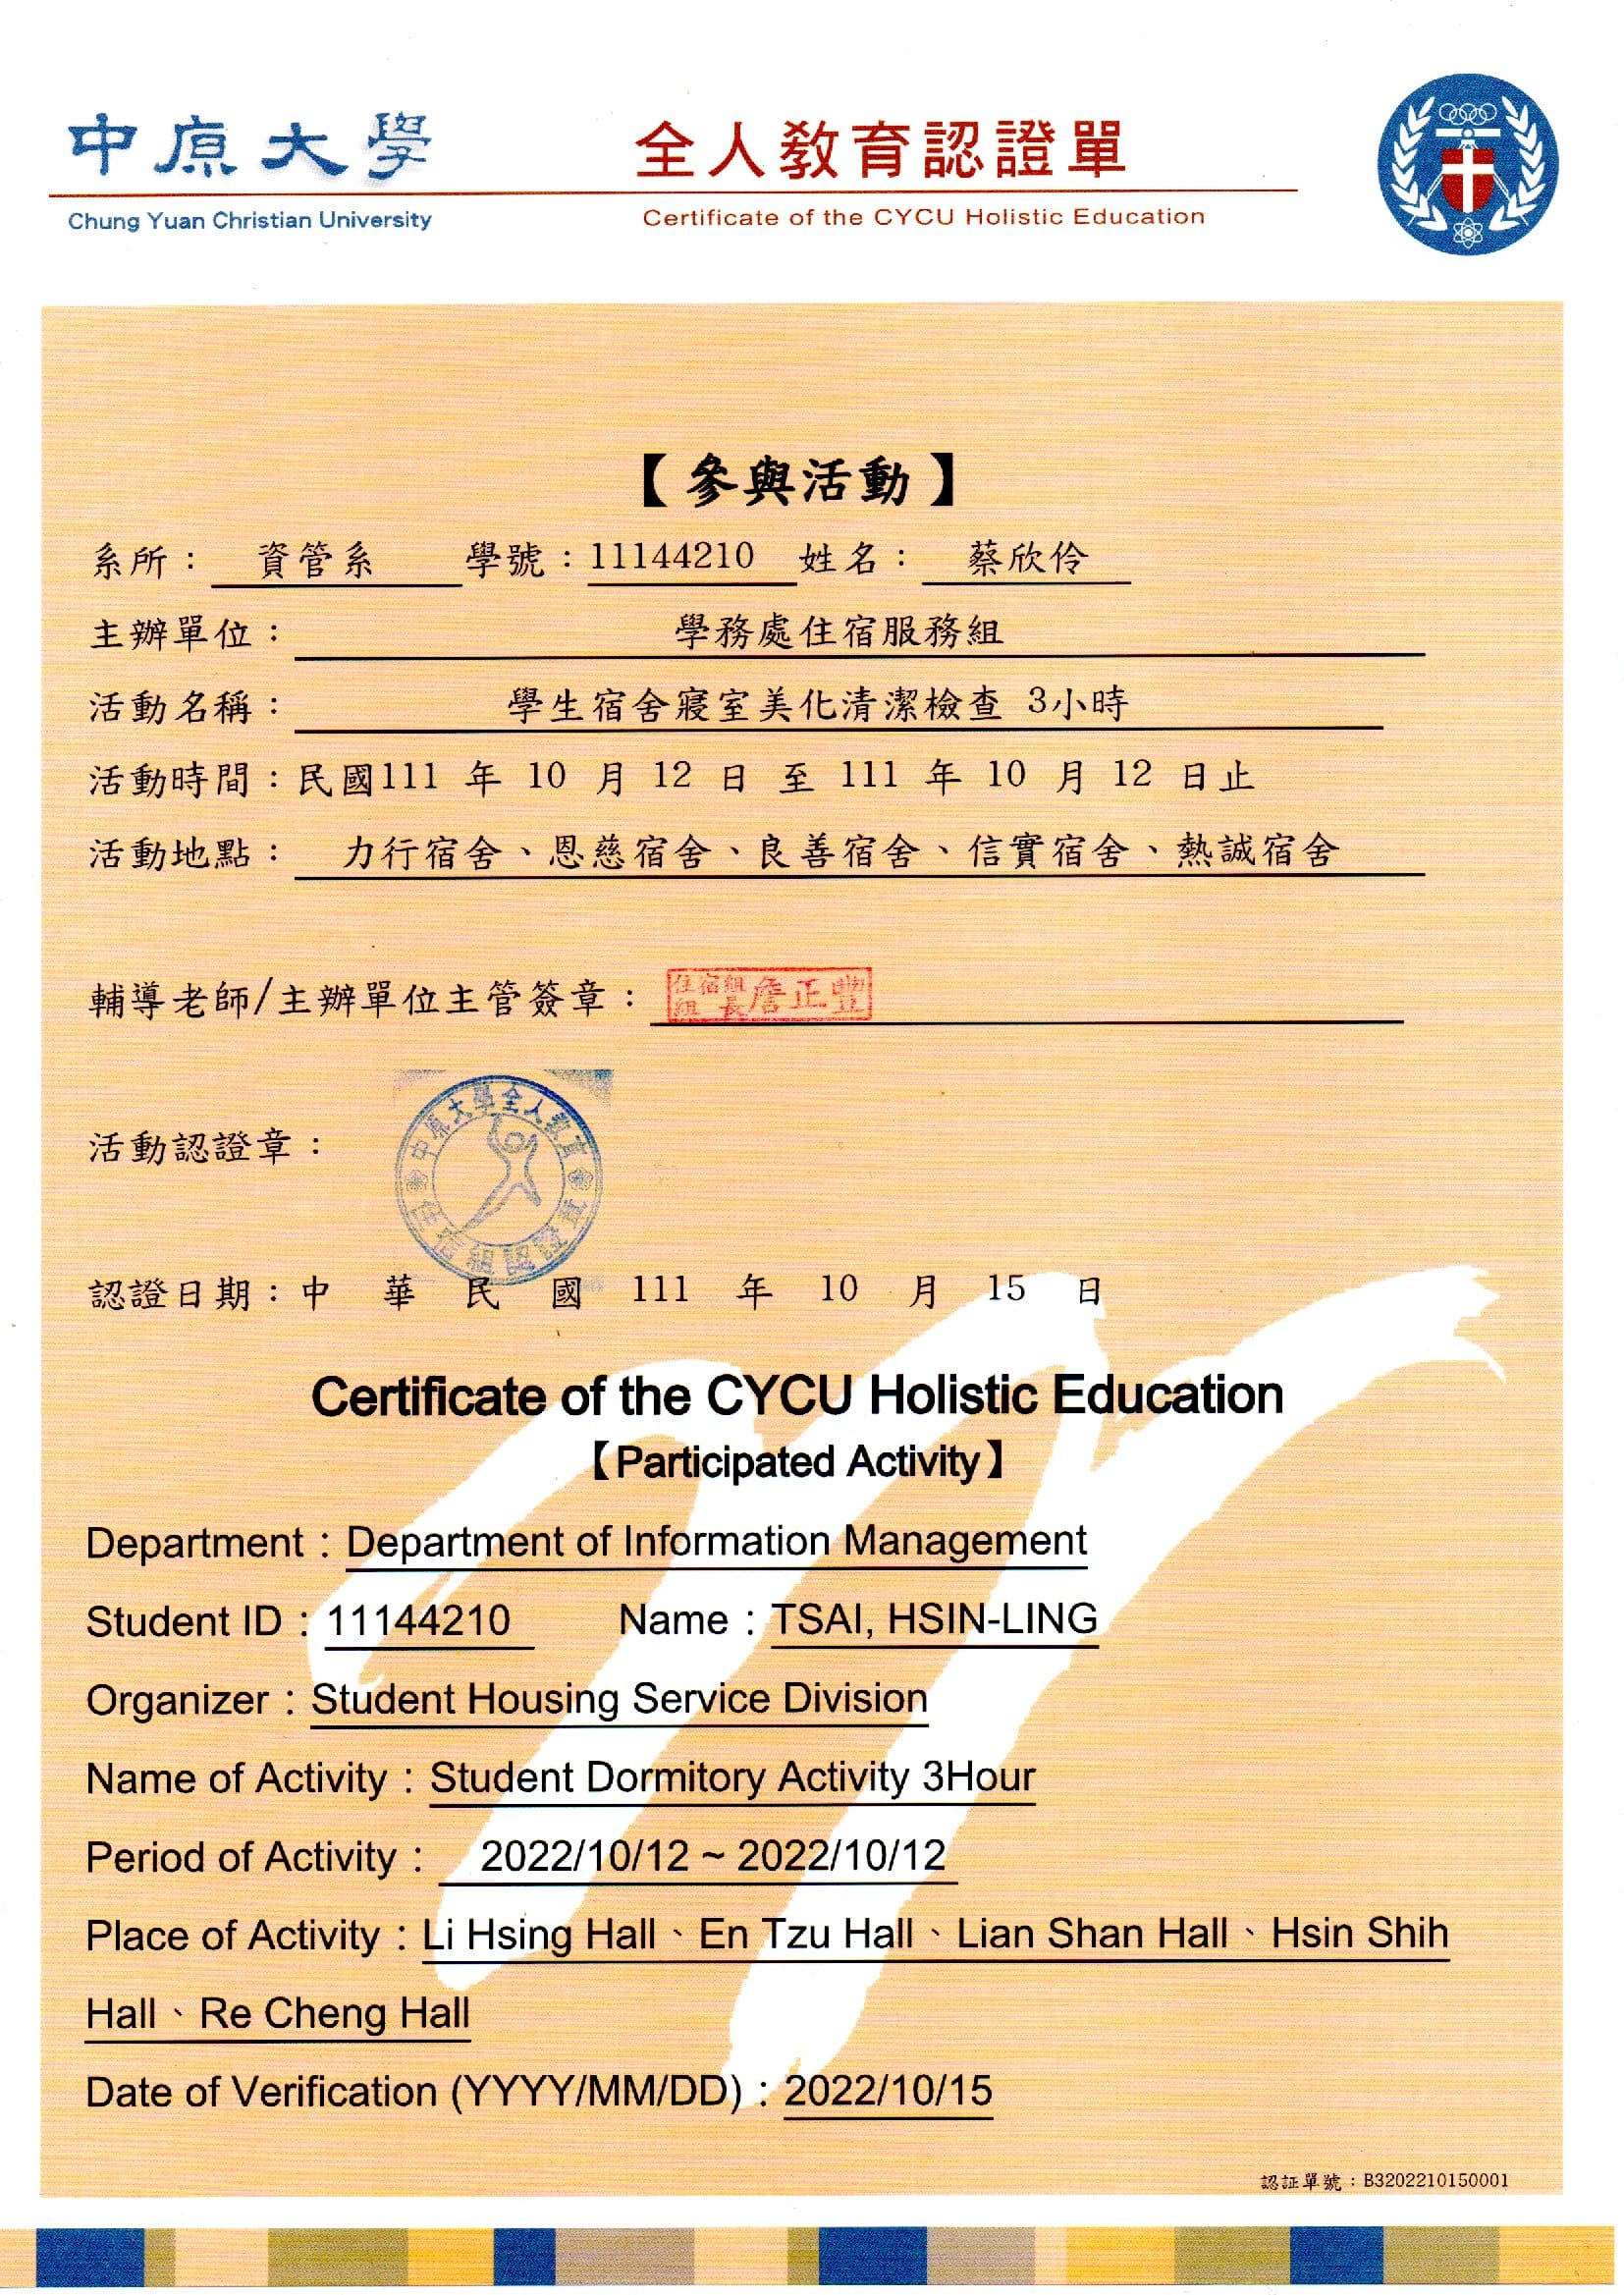 中原大學
Chung Yuan Christian University
全人教育認證單
Certificate of the CYCU Holistic Education
【參與活動】
系所： 資管系 學號：11144210 姓名： 蔡欣伶
主辦單位： 學務處住宿服務組
活動名稱： 學生宿舍寢室美化清潔檢查 3小時
活動時間：民國111 年 10 月 12 日 至 111 年 10 月 12 日止
活動地點： 力行宿舍、恩慈宿舍、良善宿舍、信實宿舍、熱誠宿舍
輔導老師/主辦單位主管簽章：
住宿組組長 詹正豐
活動認證章：
中原大學全人教育
住宿組認證章
認證日期：中 華 民 國 111 年 10 月 15 日
Certificate of the CYCU Holistic Education
【Participated Activity】
Department：Department of Information Management
Student ID：11144210 Name：TSAI, HSIN-LING
Organizer：Student Housing Service Division
Name of Activity：Student Dormitory Activity 3Hour
Period of Activity： 2022/10/12 ~ 2022/10/12
Place of Activity：Li Hsing Hall、En Tzu Hall、Lian Shan Hall、Hsin Shih
Hall、Re Cheng Hall
Date of Verification (YYYY/MM/DD)：2022/10/15
認証單號：B3202210150001